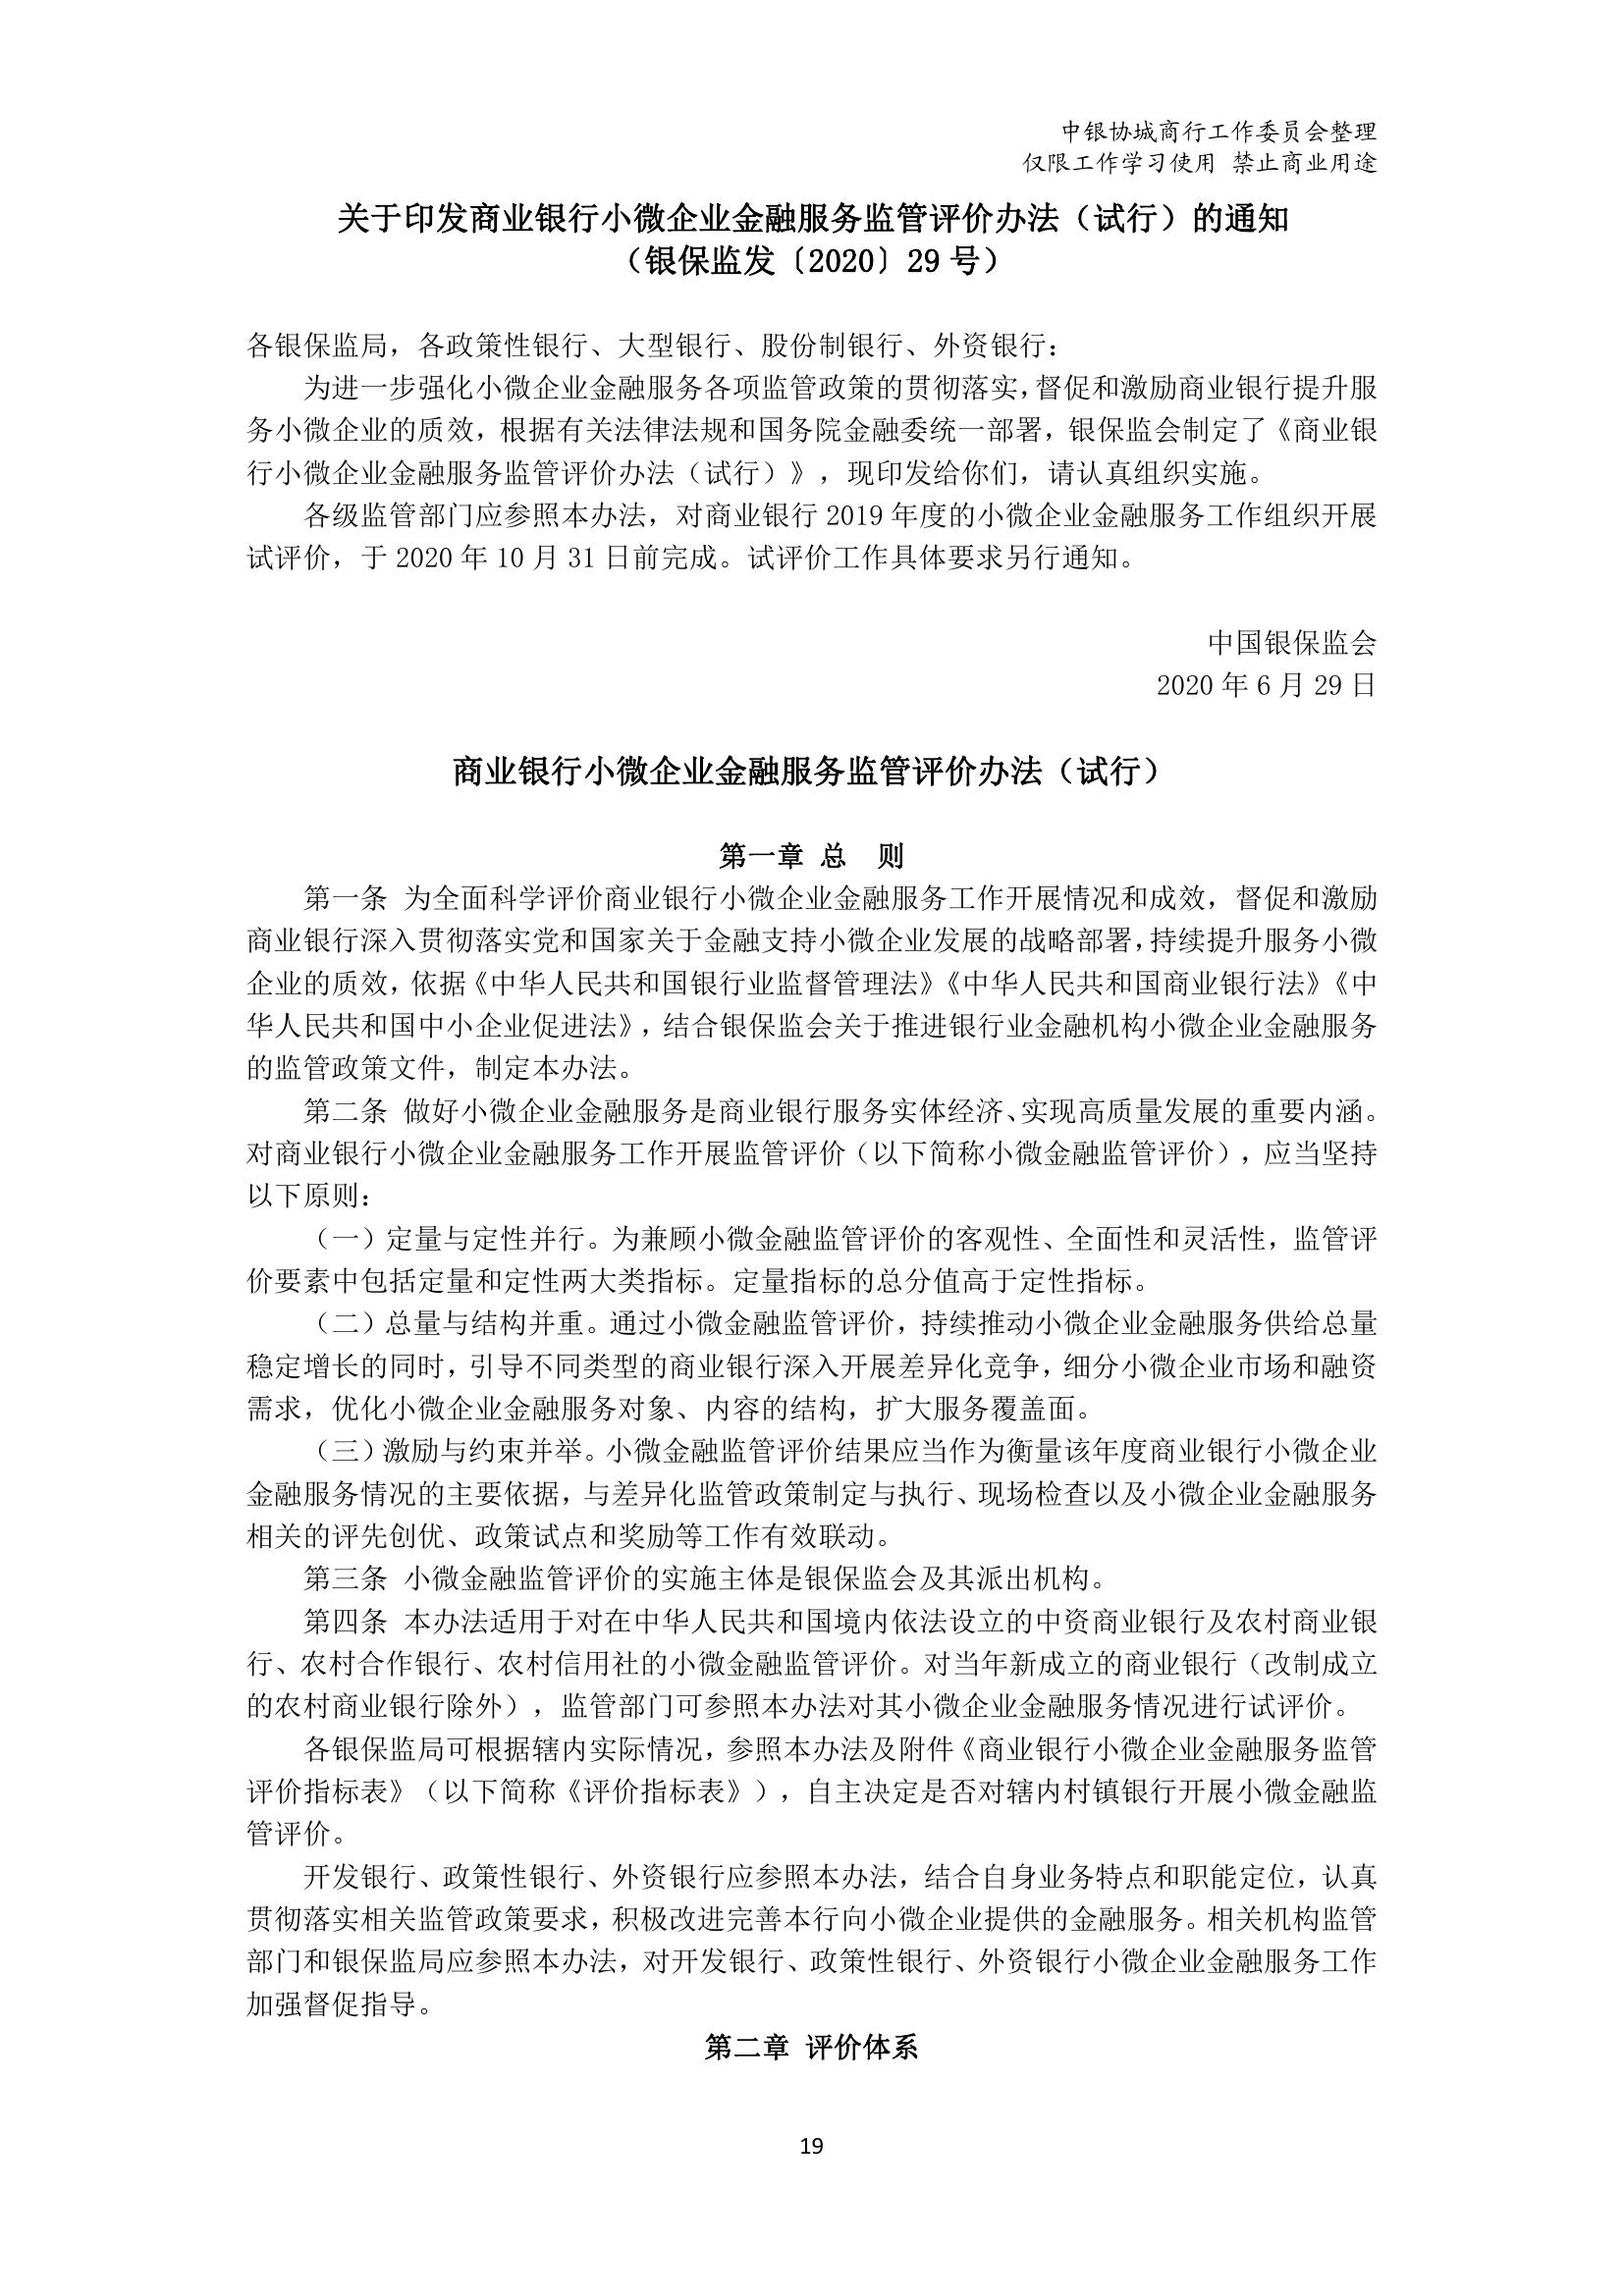 中银协城商行工作委员会整理
仅限工作学习使用 禁止商业用途
关于印发商业银行小微企业金融服务监管评价办法（试行）的通知
（银保监发〔2020〕29 号）
各银保监局，各政策性银行、大型银行、股份制银行、外资银行：
为进一步强化小微企业金融服务各项监管政策的贯彻落实，督促和激励商业银行提升服
务小微企业的质效，根据有关法律法规和国务院金融委统一部署，银保监会制定了《商业银
行小微企业金融服务监管评价办法（试行）》，现印发给你们，请认真组织实施。
各级监管部门应参照本办法，对商业银行 2019 年度的小微企业金融服务工作组织开展
试评价，于 2020 年 10 月 31 日前完成。试评价工作具体要求另行通知。
中国银保监会
2020 年 6 月 29 日
商业银行小微企业金融服务监管评价办法（试行）
第一章 总　则
第一条 为全面科学评价商业银行小微企业金融服务工作开展情况和成效，督促和激励
商业银行深入贯彻落实党和国家关于金融支持小微企业发展的战略部署，持续提升服务小微
企业的质效，依据《中华人民共和国银行业监督管理法》《中华人民共和国商业银行法》《中
华人民共和国中小企业促进法》，结合银保监会关于推进银行业金融机构小微企业金融服务
的监管政策文件，制定本办法。
第二条 做好小微企业金融服务是商业银行服务实体经济、实现高质量发展的重要内涵。
对商业银行小微企业金融服务工作开展监管评价（以下简称小微金融监管评价），应当坚持
以下原则：
（一）定量与定性并行。为兼顾小微金融监管评价的客观性、全面性和灵活性，监管评
价要素中包括定量和定性两大类指标。定量指标的总分值高于定性指标。
（二）总量与结构并重。通过小微金融监管评价，持续推动小微企业金融服务供给总量
稳定增长的同时，引导不同类型的商业银行深入开展差异化竞争，细分小微企业市场和融资
需求，优化小微企业金融服务对象、内容的结构，扩大服务覆盖面。
（三）激励与约束并举。小微金融监管评价结果应当作为衡量该年度商业银行小微企业
金融服务情况的主要依据，与差异化监管政策制定与执行、现场检查以及小微企业金融服务
相关的评先创优、政策试点和奖励等工作有效联动。
第三条 小微金融监管评价的实施主体是银保监会及其派出机构。
第四条 本办法适用于对在中华人民共和国境内依法设立的中资商业银行及农村商业银
行、农村合作银行、农村信用社的小微金融监管评价。对当年新成立的商业银行（改制成立
的农村商业银行除外），监管部门可参照本办法对其小微企业金融服务情况进行试评价。
各银保监局可根据辖内实际情况，参照本办法及附件《商业银行小微企业金融服务监管
评价指标表》（以下简称《评价指标表》），自主决定是否对辖内村镇银行开展小微金融监
管评价。
开发银行、政策性银行、外资银行应参照本办法，结合自身业务特点和职能定位，认真
贯彻落实相关监管政策要求，积极改进完善本行向小微企业提供的金融服务。相关机构监管
部门和银保监局应参照本办法，对开发银行、政策性银行、外资银行小微企业金融服务工作
加强督促指导。
第二章 评价体系
19